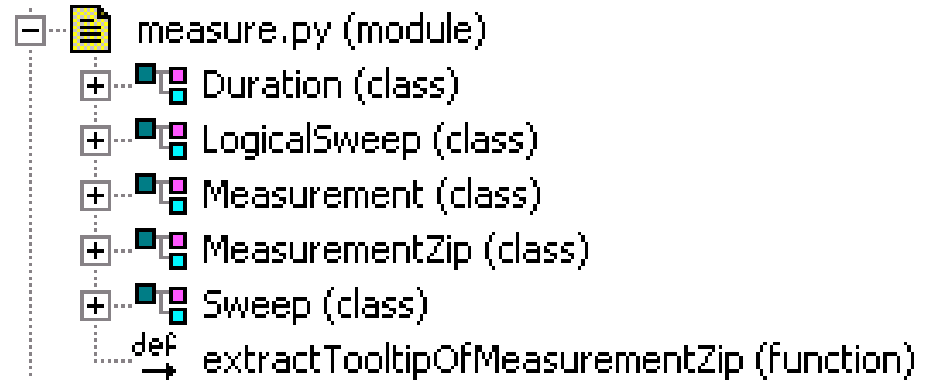 measure.py (module)
Duration (class)
LogicalSweep (class)
Measurement (class)
MeasurementZip (class)
Sweep (class)
def extractTooltipOfMeasurementZip (function)